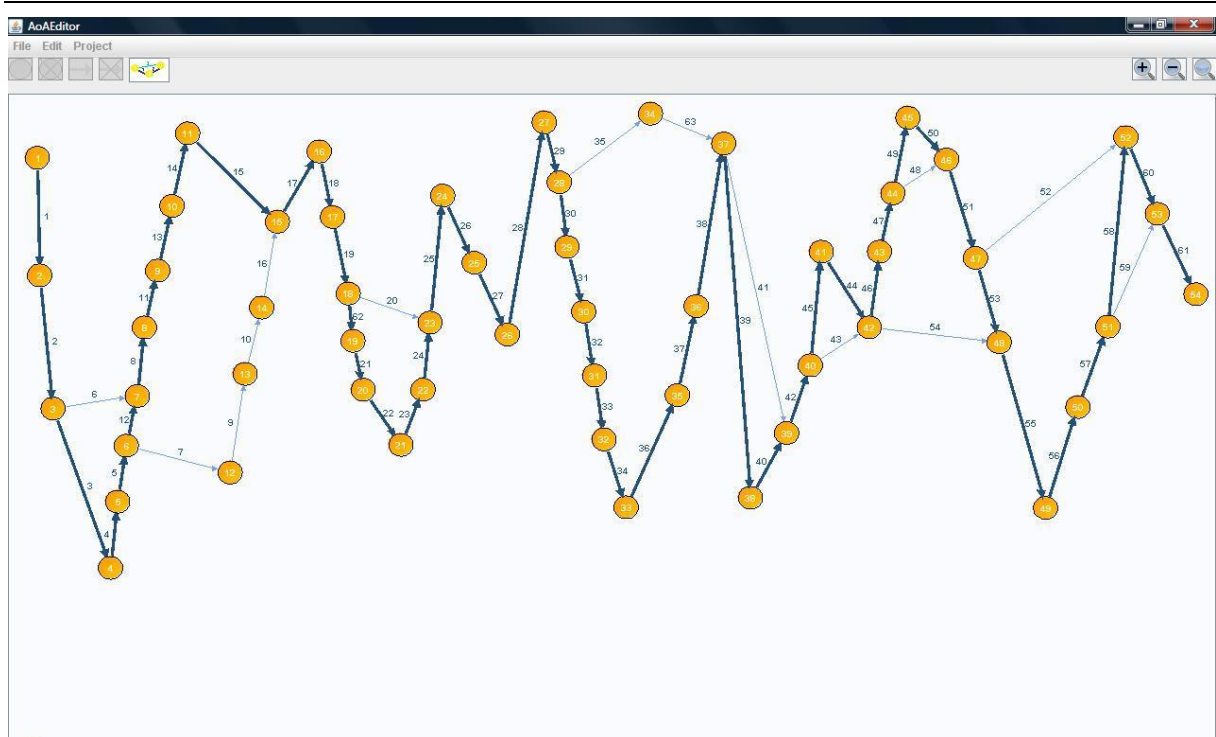 AoAEditor
File Edit Project
34
45
27 63
11 50 52
35 37
16 29 49 48 46 60
1 14 15 17 18 28 44
24 30 52
10 51
1 17 15 26 38 47 53
13 19 25 29 58
16 25 31 41 43 47 61
9 27 44 46 59
2 11 18 20 45 53 54
14 62 30 36 39
23 26 32 42 54 51
2 8 10 19 21 24 37 43 48
8 31 40 57
6 13 20 22 33 35 42
7 22 23 50
3 12 9 32 39 55
6 7 21 36 40 56
5 12 34
3 5 38
4 33 49
4